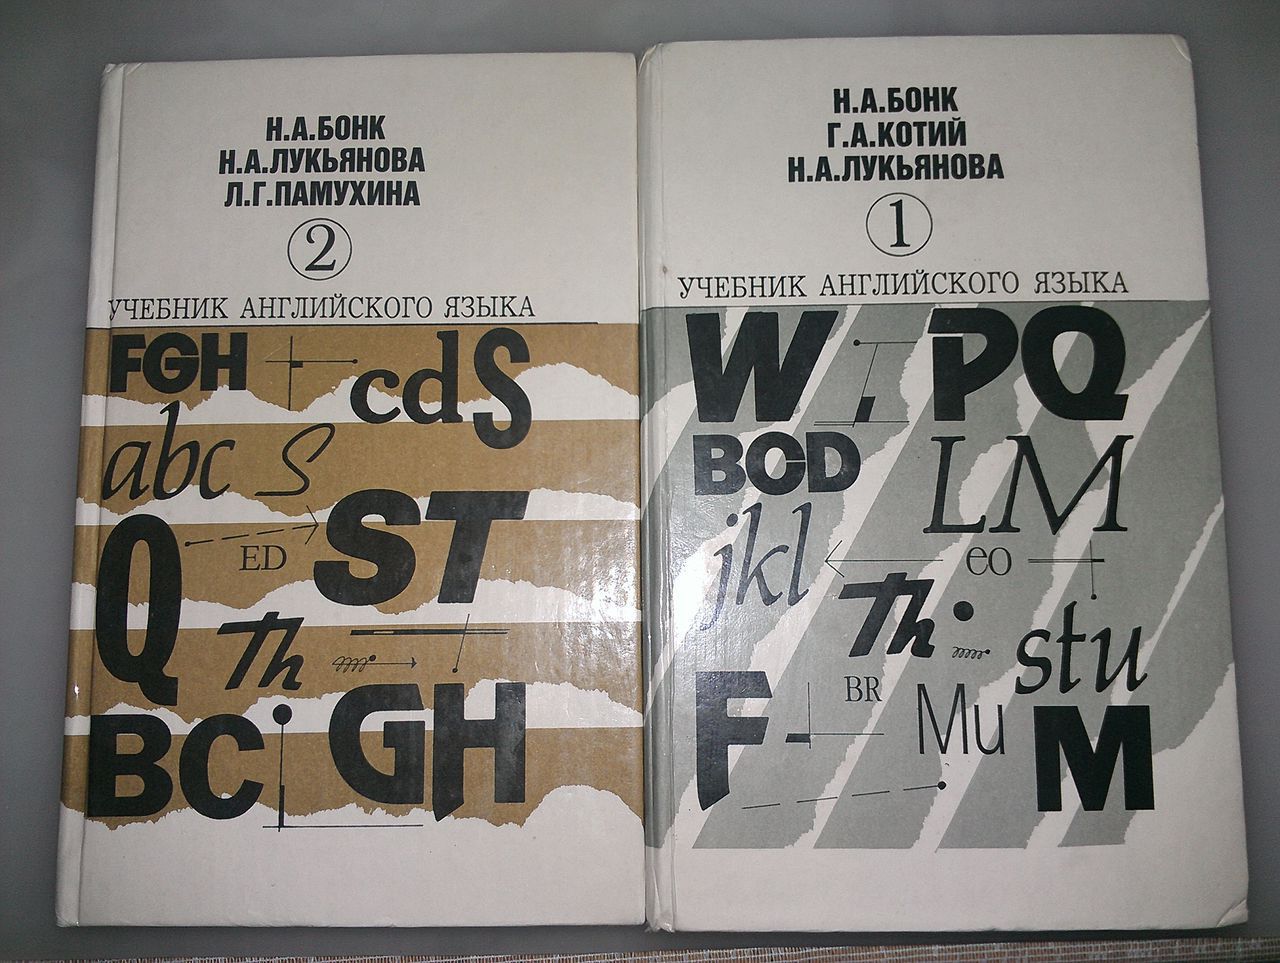 Н.А.БОНК
Н.А.ЛУКЬЯНОВА
Л.Г.ПАМУХИНА
2
УЧЕБНИК АНГЛИЙСКОГО ЯЗЫКА
FGH cdS
abc S
Q ED ST
Th
BC GH
Н.А.БОНК
Г.А.КОТИЙ
Н.А.ЛУКЬЯНОВА
1
УЧЕБНИК АНГЛИЙСКОГО ЯЗЫКА
W PQ
BCD LM
jkl eo
Th stu
F BR Mu M